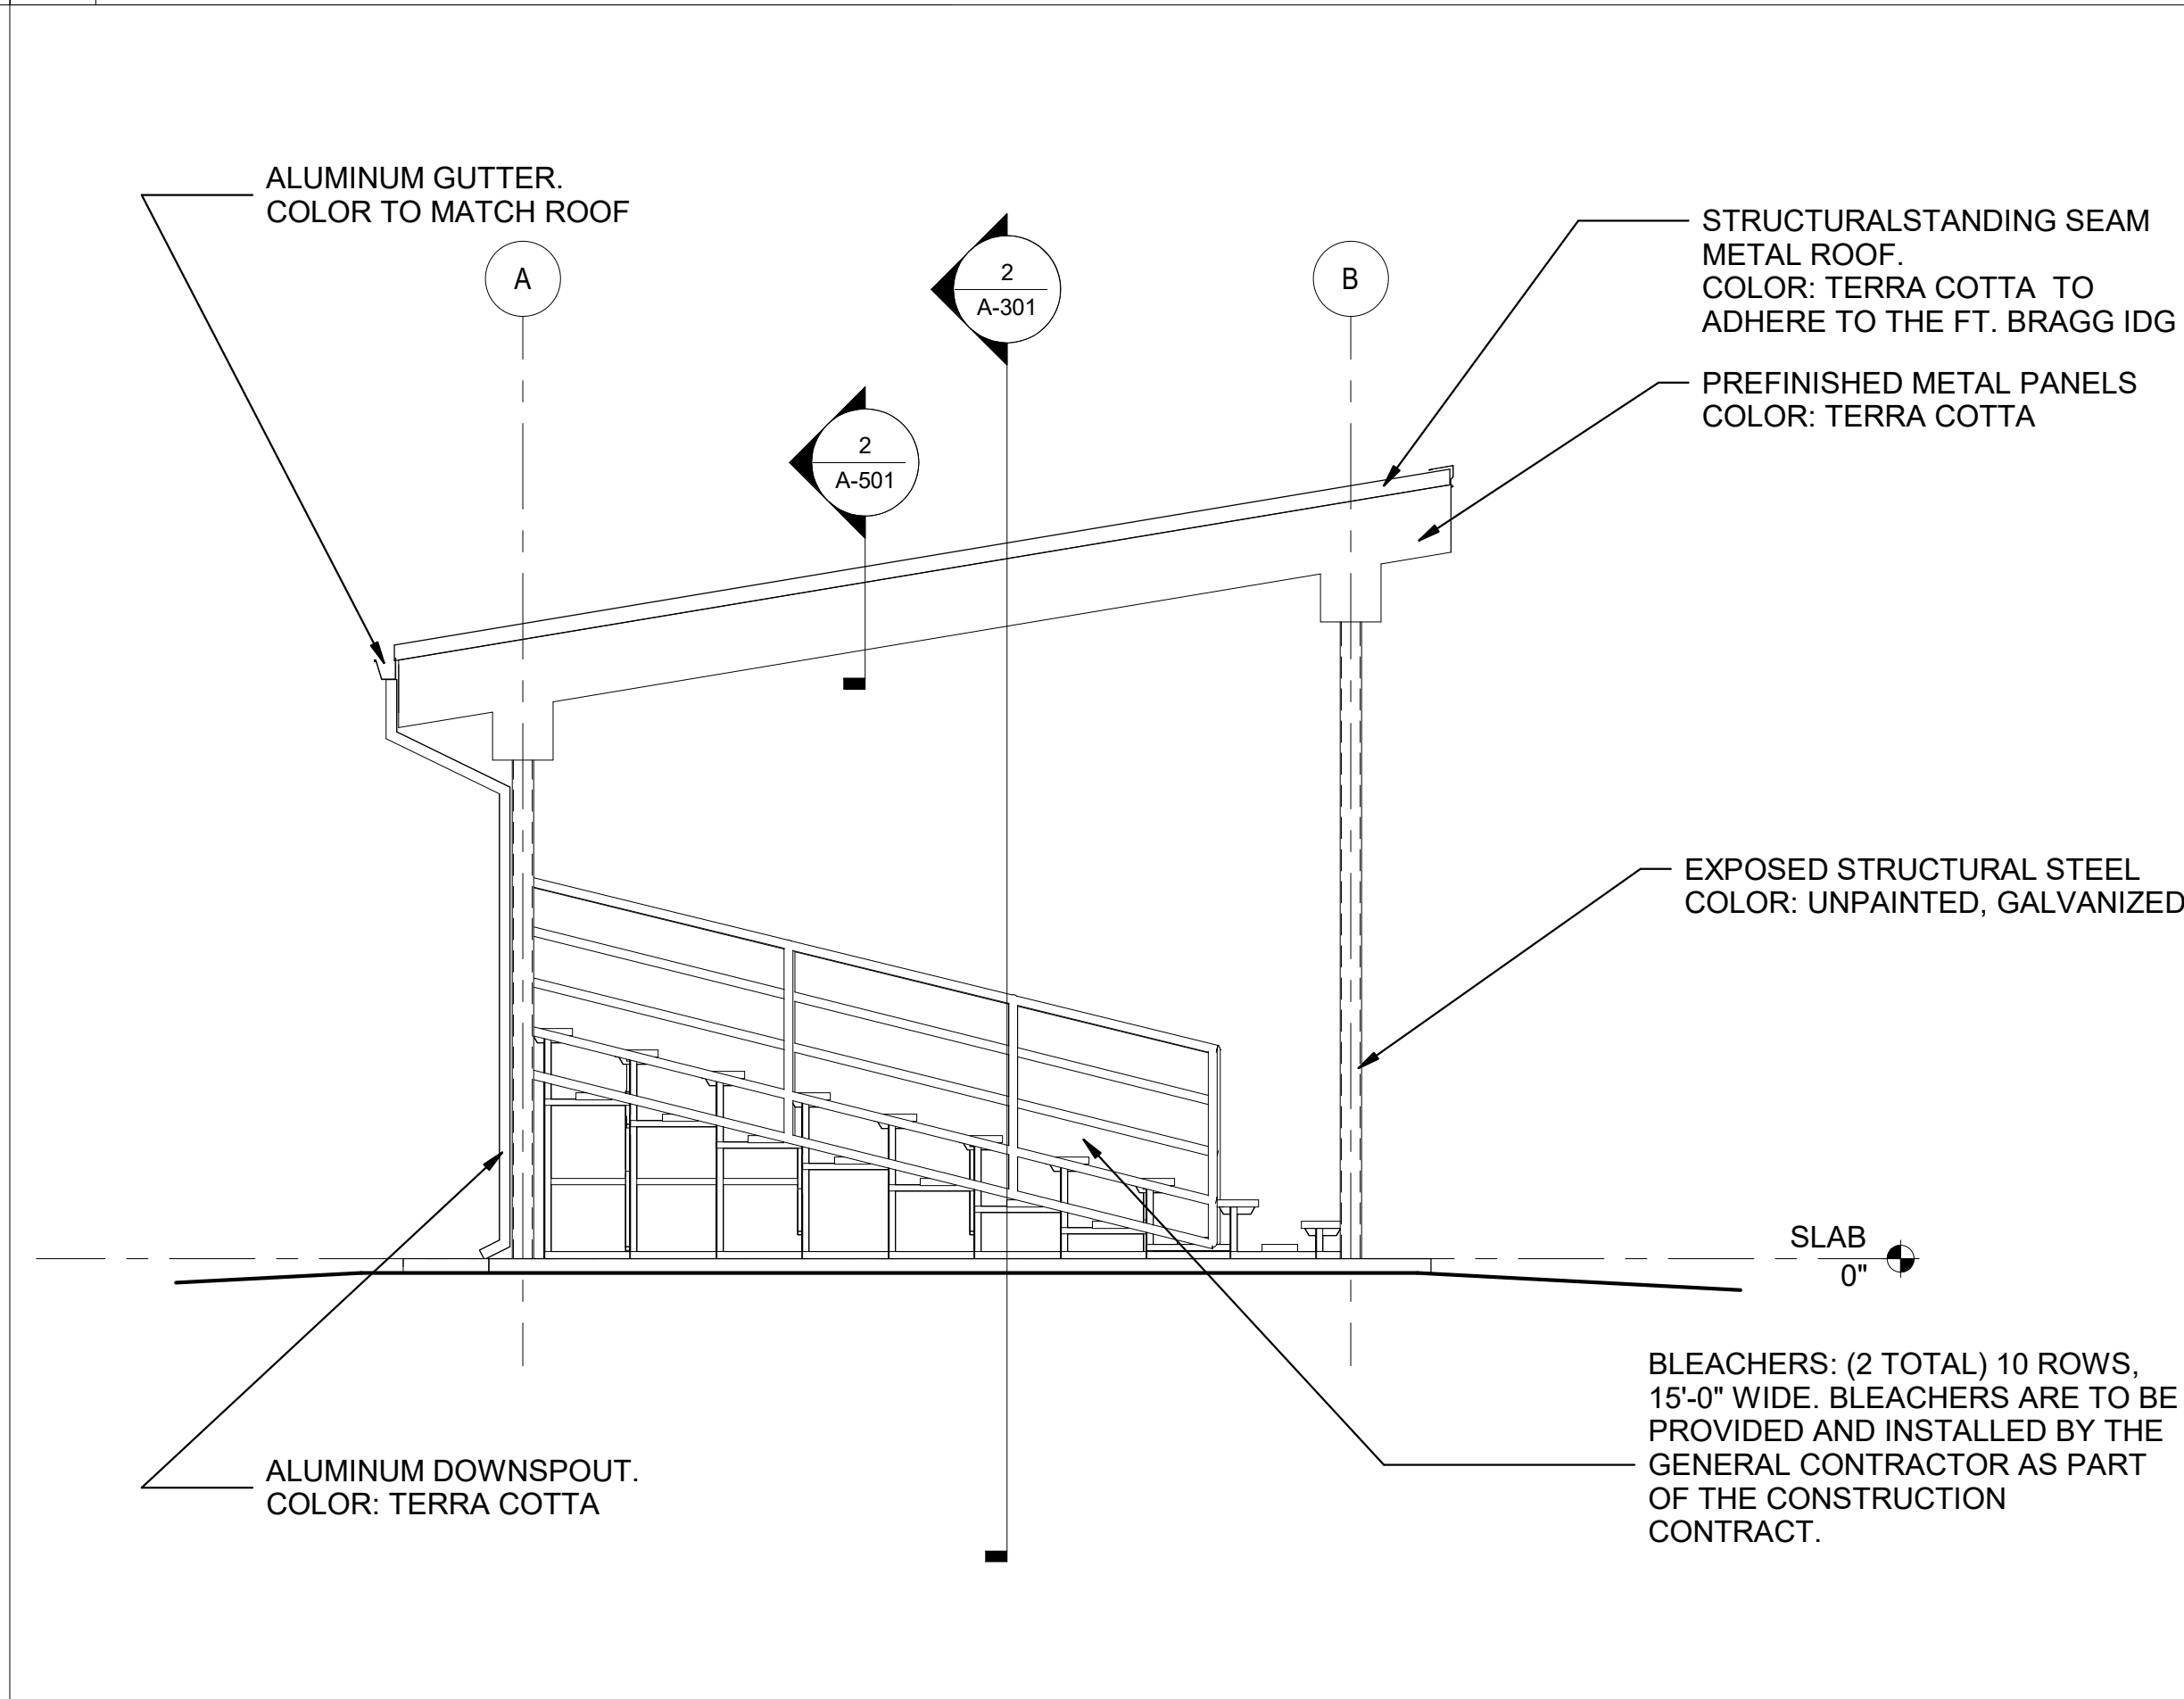 ALUMINUM GUTTER.
COLOR TO MATCH ROOF
A
2
A-301
B
STRUCTURALSTANDING SEAM
METAL ROOF.
COLOR: TERRA COTTA  TO
ADHERE TO THE FT. BRAGG IDG
PREFINISHED METAL PANELS
COLOR: TERRA COTTA
2
A-501
EXPOSED STRUCTURAL STEEL
COLOR: UNPAINTED, GALVANIZED
SLAB
0"
BLEACHERS: (2 TOTAL) 10 ROWS,
15'-0" WIDE. BLEACHERS ARE TO BE
PROVIDED AND INSTALLED BY THE
GENERAL CONTRACTOR AS PART
OF THE CONSTRUCTION
CONTRACT.
ALUMINUM DOWNSPOUT.
COLOR: TERRA COTTA